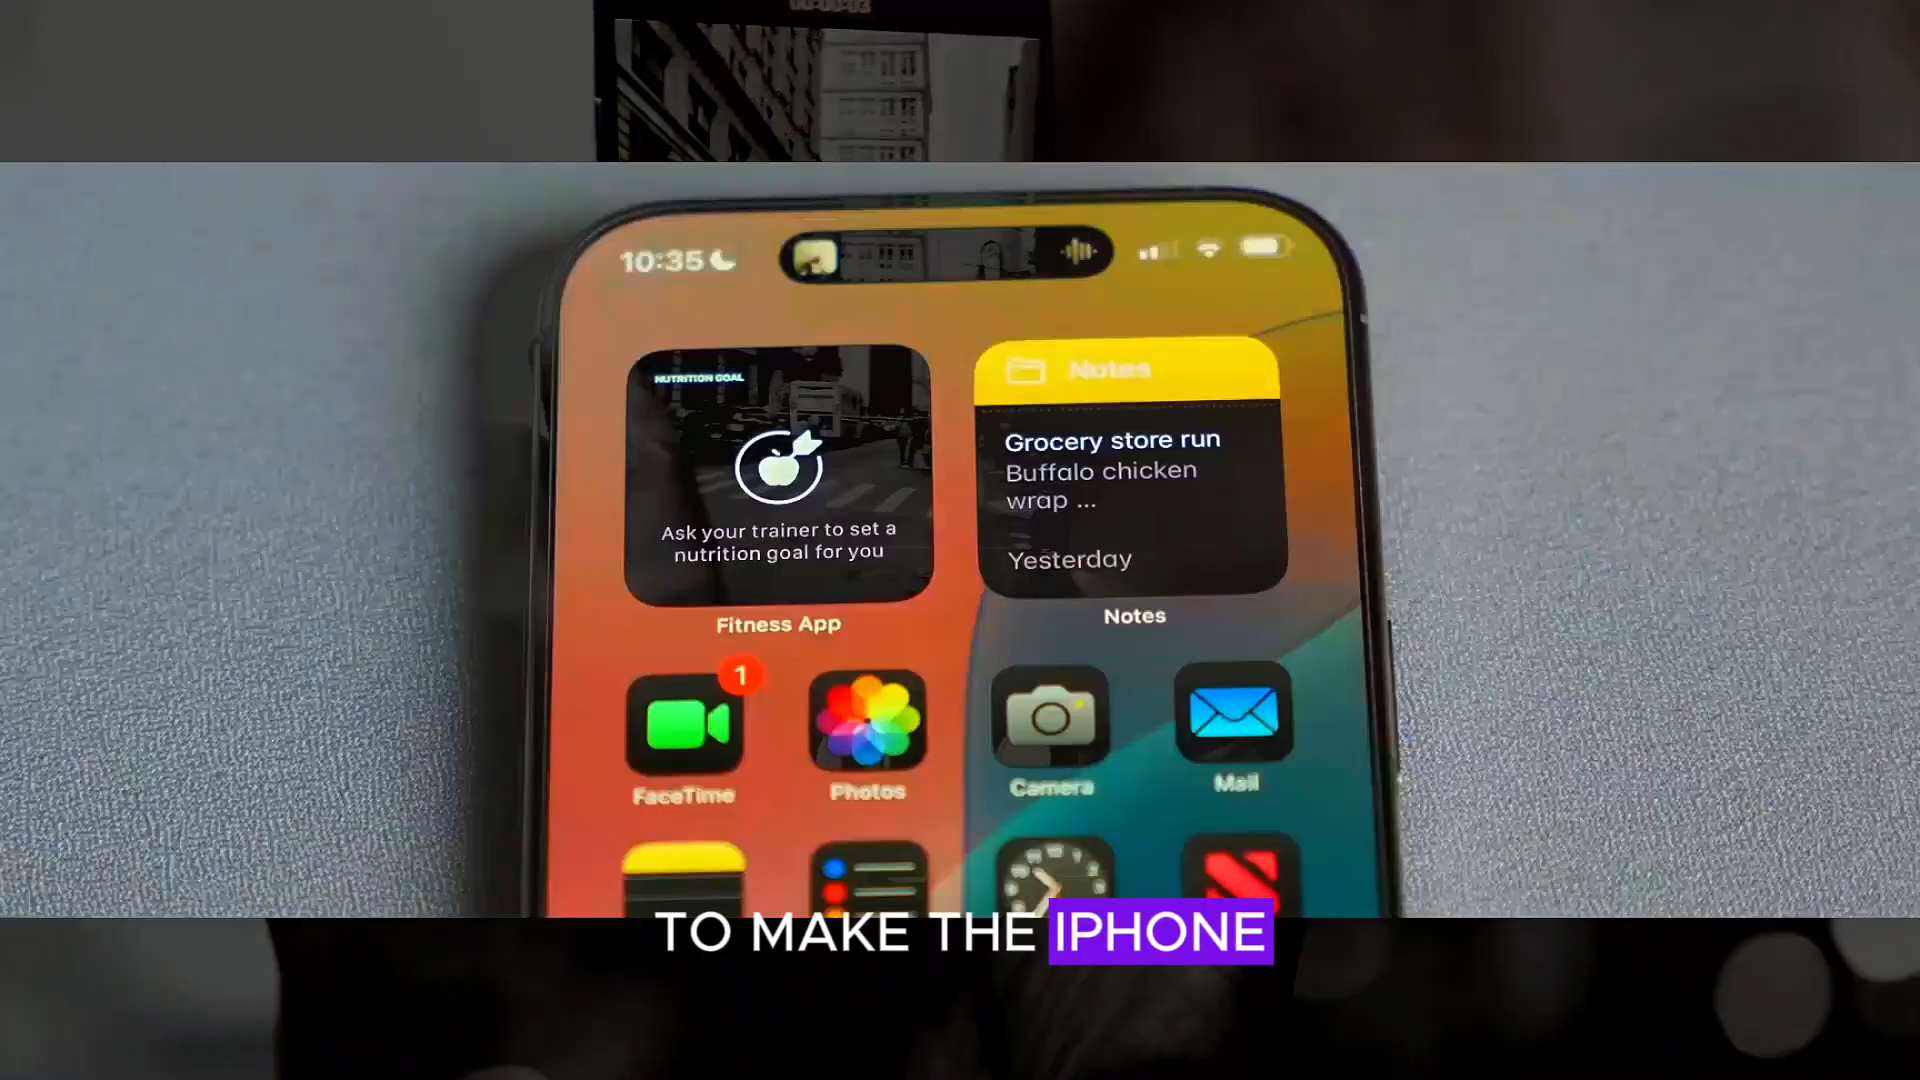 10:35
NUTRITION GOAL
Ask your trainer to set a
nutrition goal for you
Fitness App
Notes
Grocery store run
Buffalo chicken
wrap ...
Yesterday
Notes
1
FaceTime
Photos
Camera
Mail
TO MAKE THE IPHONE